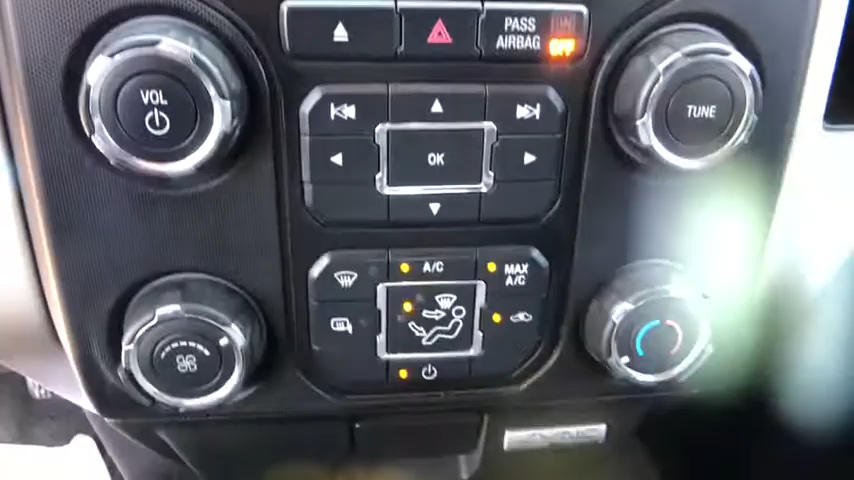 PASS
AIRBAG
OFF
VOL
TUNE
OK
A/C
MAX
A/C